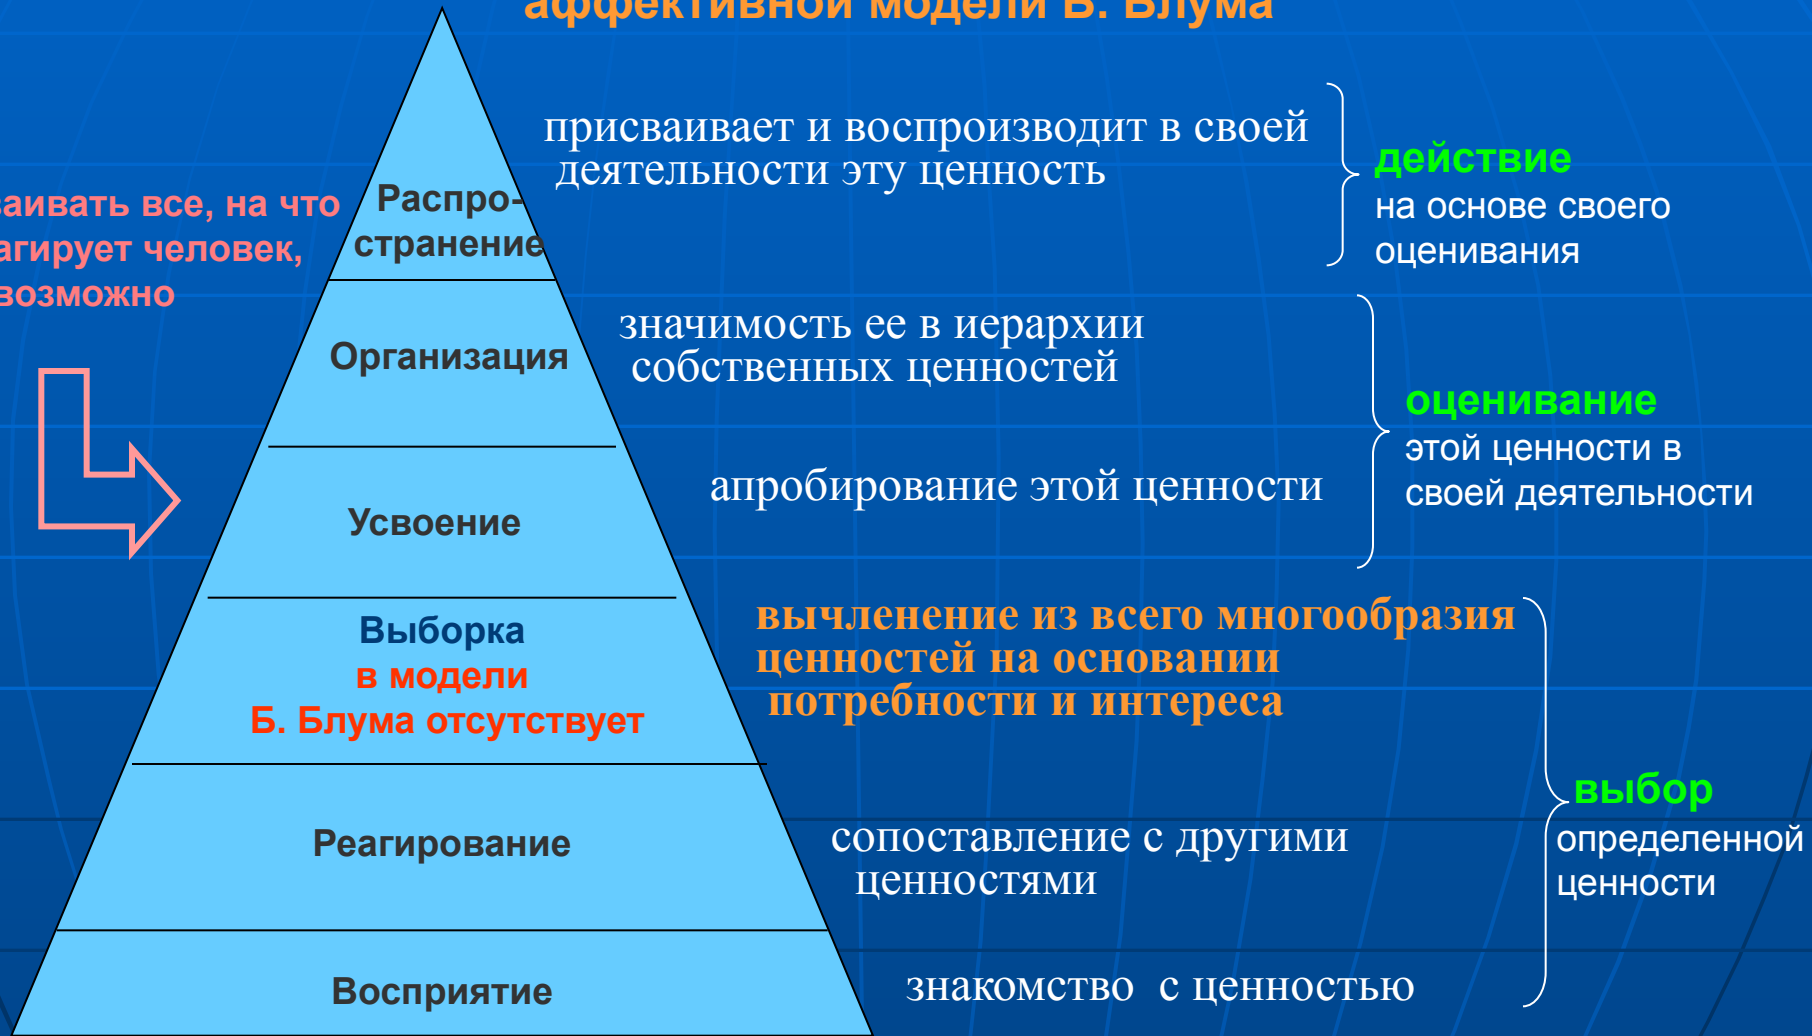 аффективной модели Б. Блума
присваивает и воспроизводит в своей
деятельности эту ценность
действие
на основе своего
оценивания
аивать все, на что
агирует человек,
возможно
Распро-
странение
значимость ее в иерархии
собственных ценностей
Организация
оценивание
этой ценности в
своей деятельности
апробирование этой ценности
Усвоение
Выборка
в модели
Б. Блума отсутствует
вычленение из всего многообразия
ценностей на основании
потребности и интереса
выбор
определенной
ценности
Реагирование
сопоставление с другими
ценностями
Восприятие
знакомство с ценностью